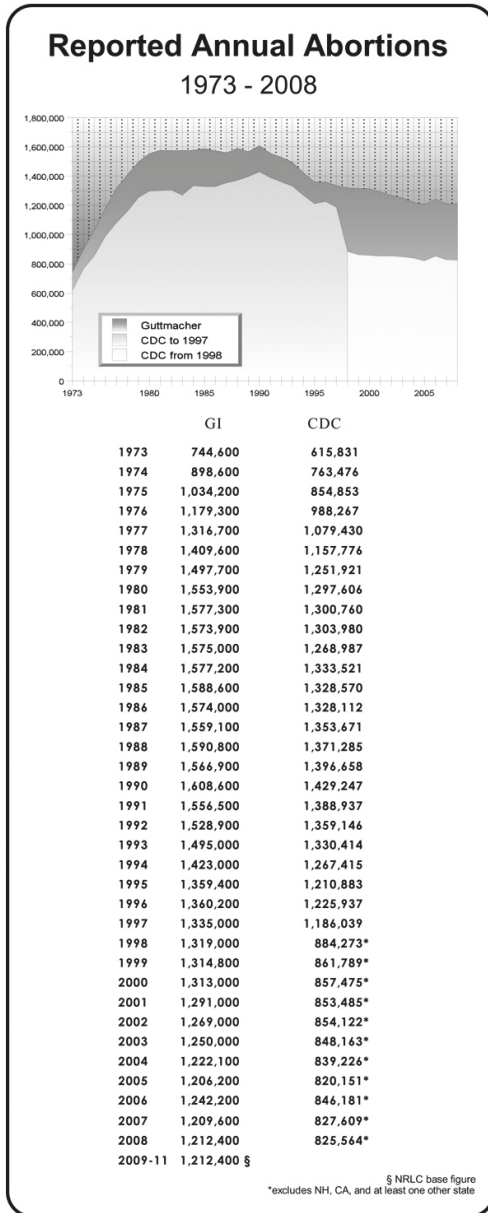 Reported Annual Abortions
1973 - 2008
1,800,000
1,600,000
1,400,000
1,200,000
1,000,000
800,000
600,000
400,000
200,000
0
Guttmacher
CDC to 1997
CDC from 1998
1973 1980 1985 1990 1995 2000 2005
GI CDC
1973 744,600 615,831
1974 898,600 763,476
1975 1,034,200 854,853
1976 1,179,300 988,267
1977 1,316,700 1,079,430
1978 1,409,600 1,157,776
1979 1,497,700 1,251,921
1980 1,553,900 1,297,606
1981 1,577,300 1,300,760
1982 1,573,900 1,303,980
1983 1,575,000 1,268,987
1984 1,577,200 1,333,521
1985 1,588,600 1,328,570
1986 1,574,000 1,328,112
1987 1,559,100 1,353,671
1988 1,590,800 1,371,285
1989 1,566,900 1,396,658
1990 1,608,600 1,429,247
1991 1,556,500 1,388,937
1992 1,528,900 1,359,146
1993 1,495,000 1,330,414
1994 1,423,000 1,267,415
1995 1,359,400 1,210,883
1996 1,360,200 1,225,937
1997 1,335,000 1,186,039
1998 1,319,000 884,273*
1999 1,314,800 861,789*
2000 1,313,000 857,475*
2001 1,291,000 853,485*
2002 1,269,000 854,122*
2003 1,250,000 848,163*
2004 1,222,100 839,226*
2005 1,206,200 820,151*
2006 1,242,200 846,181*
2007 1,209,600 827,609*
2008 1,212,400 825,564*
2009-11 1,212,400 §
§ NRLC base figure
*excludes NH, CA, and at least one other state